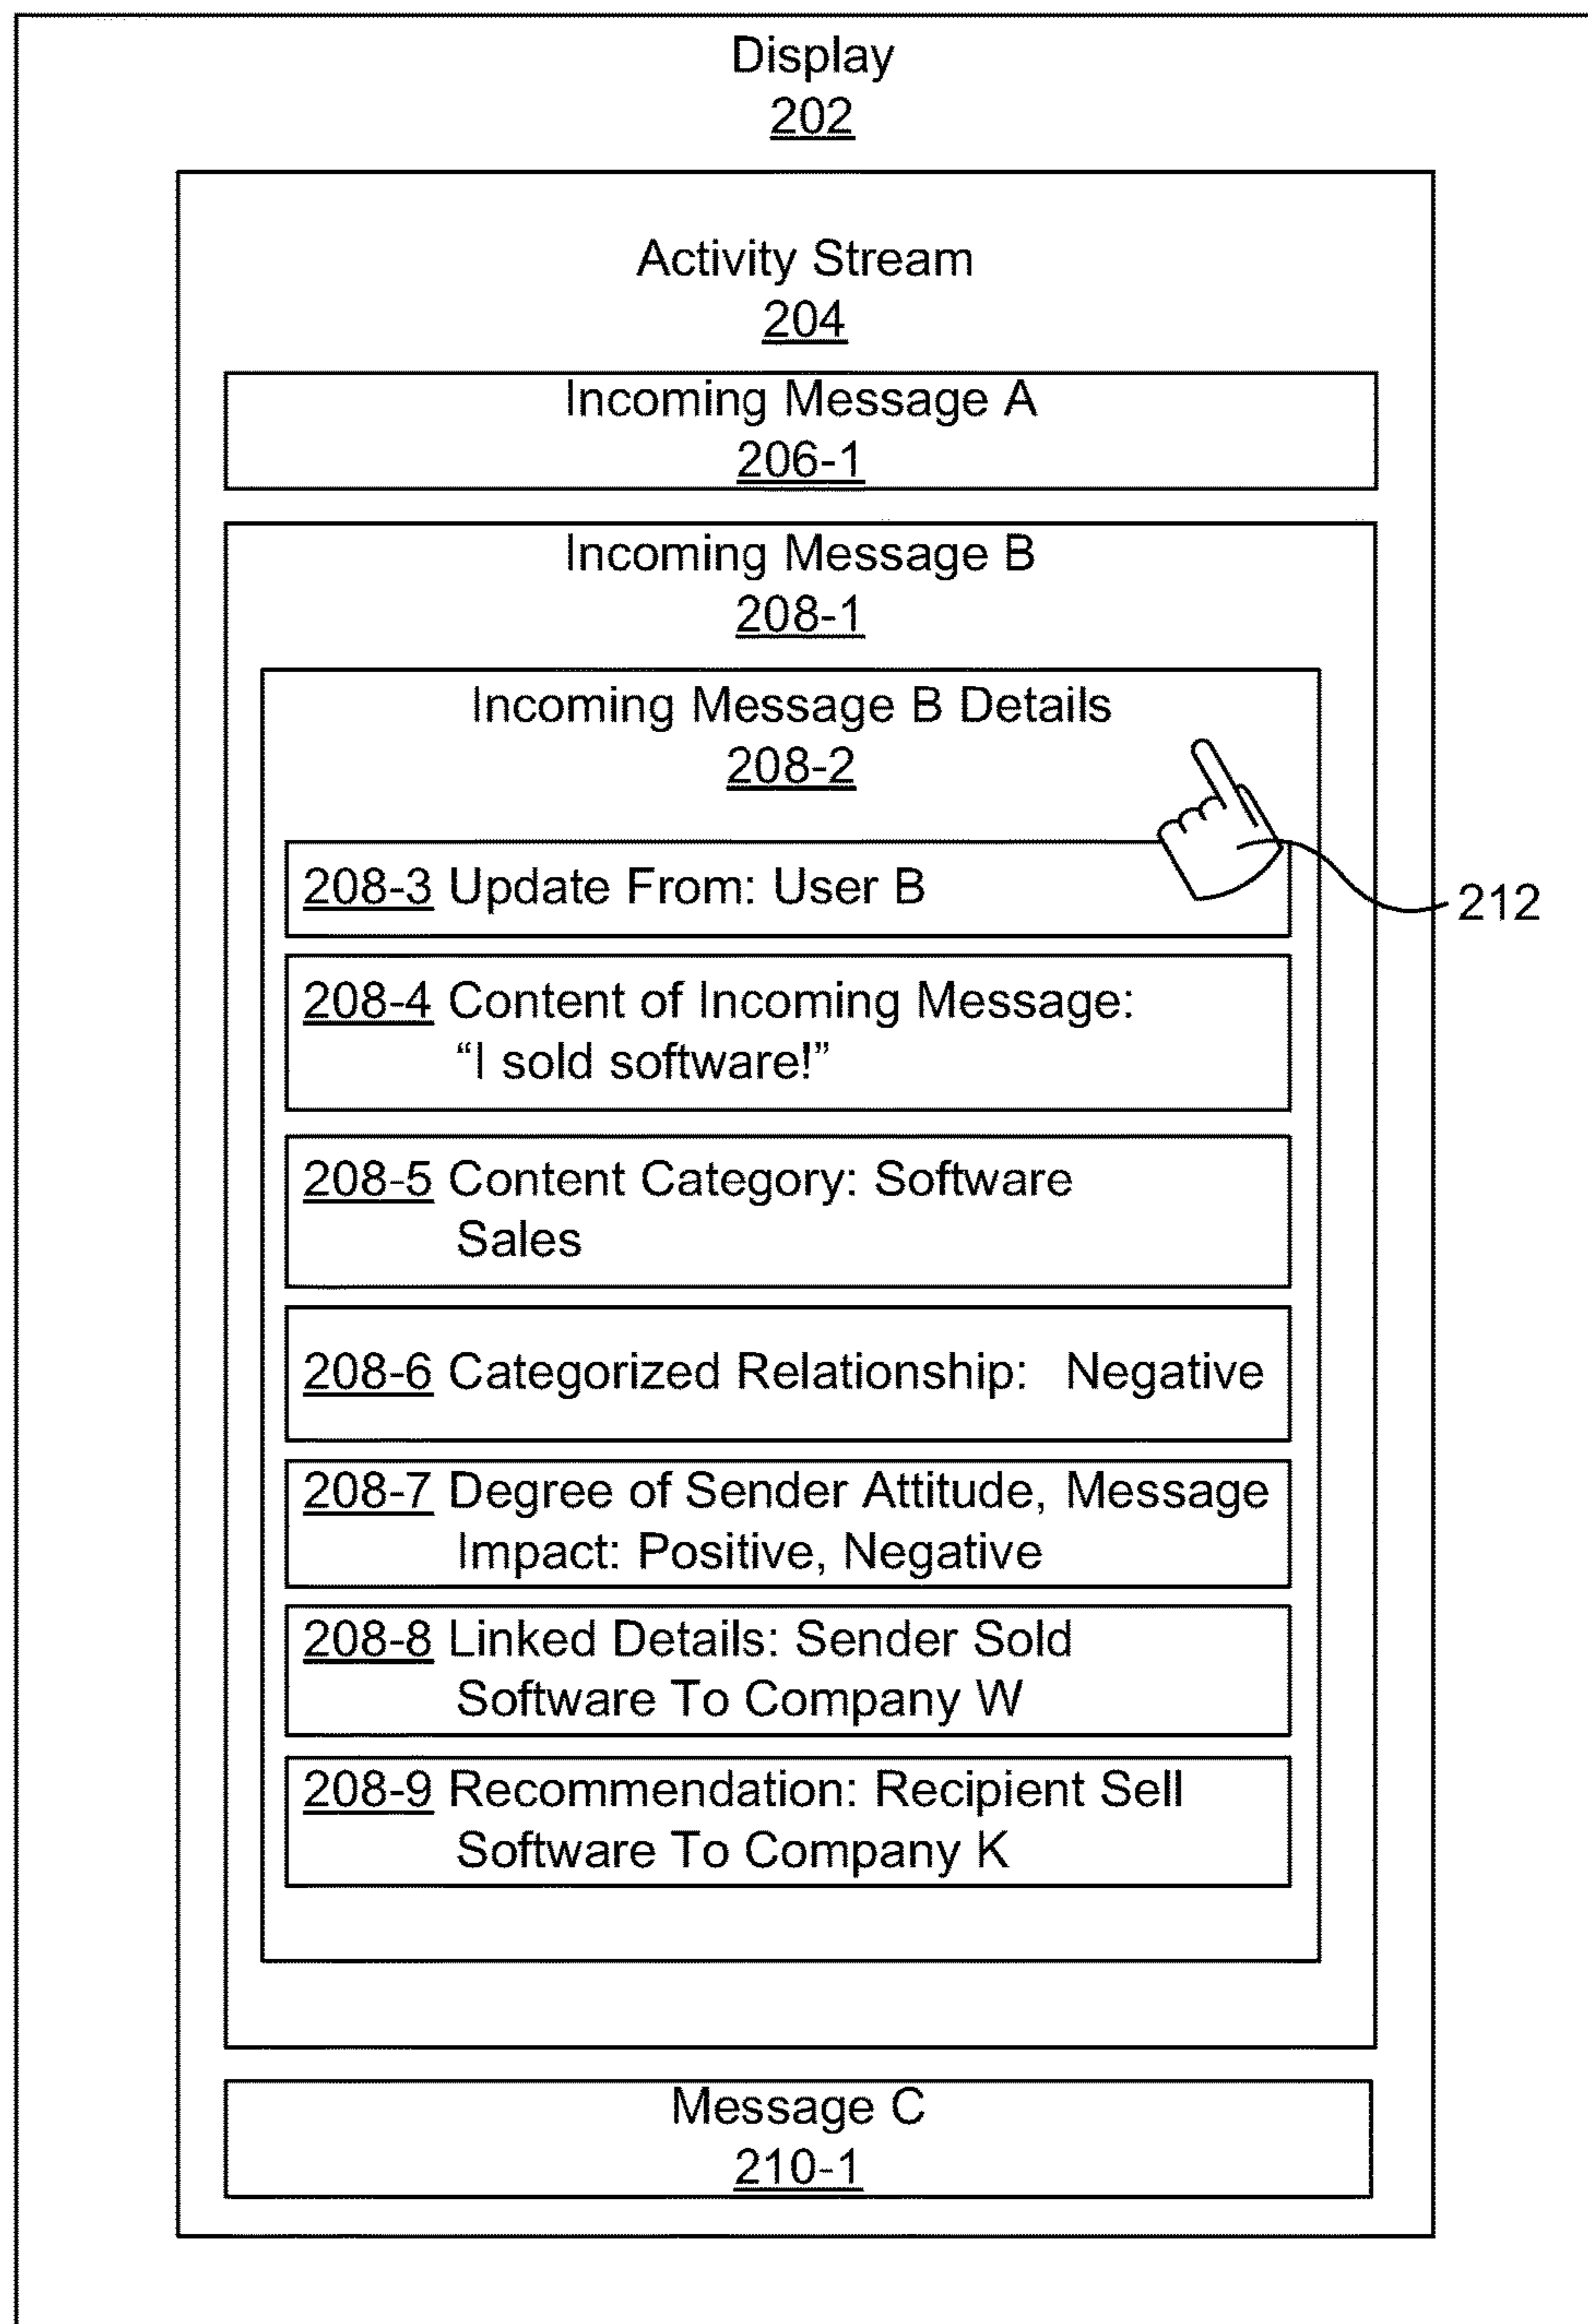 Display
202
Activity Stream
204
Incoming Message A
206-1
Incoming Message B
208-1
Incoming Message B Details
208-2
208-3 Update From: User B
212
208-4 Content of Incoming Message:
“I sold software!”
208-5 Content Category: Software
Sales
208-6 Categorized Relationship: Negative
208-7 Degree of Sender Attitude, Message
Impact: Positive, Negative
208-8 Linked Details: Sender Sold
Software To Company W
208-9 Recommendation: Recipient Sell
Software To Company K
Message C
210-1